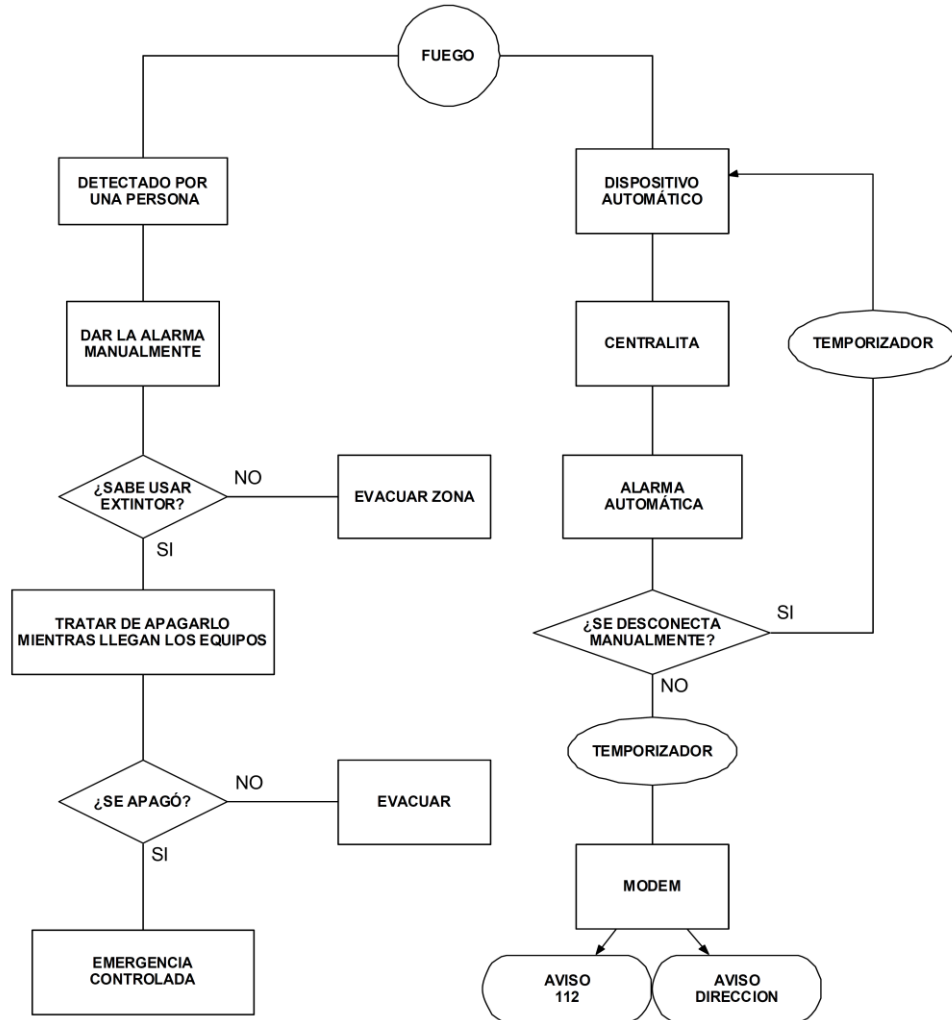 FUEGO
DETECTADO POR
UNA PERSONA
DAR LA ALARMA
MANUALMENTE
¿SABE USAR
EXTINTOR?
NO
EVACUAR ZONA
SI
TRATAR DE APAGARLO
MIENTRAS LLEGAN LOS EQUIPOS
¿SE APAGÓ?
NO
EVACUAR
SI
EMERGENCIA
CONTROLADA
DISPOSITIVO
AUTOMÁTICO
CENTRALITA
TEMPORIZADOR
ALARMA
AUTOMÁTICA
¿SE DESCONECTA
MANUALMENTE?
SI
NO
TEMPORIZADOR
MODEM
AVISO
112
AVISO
DIRECCION